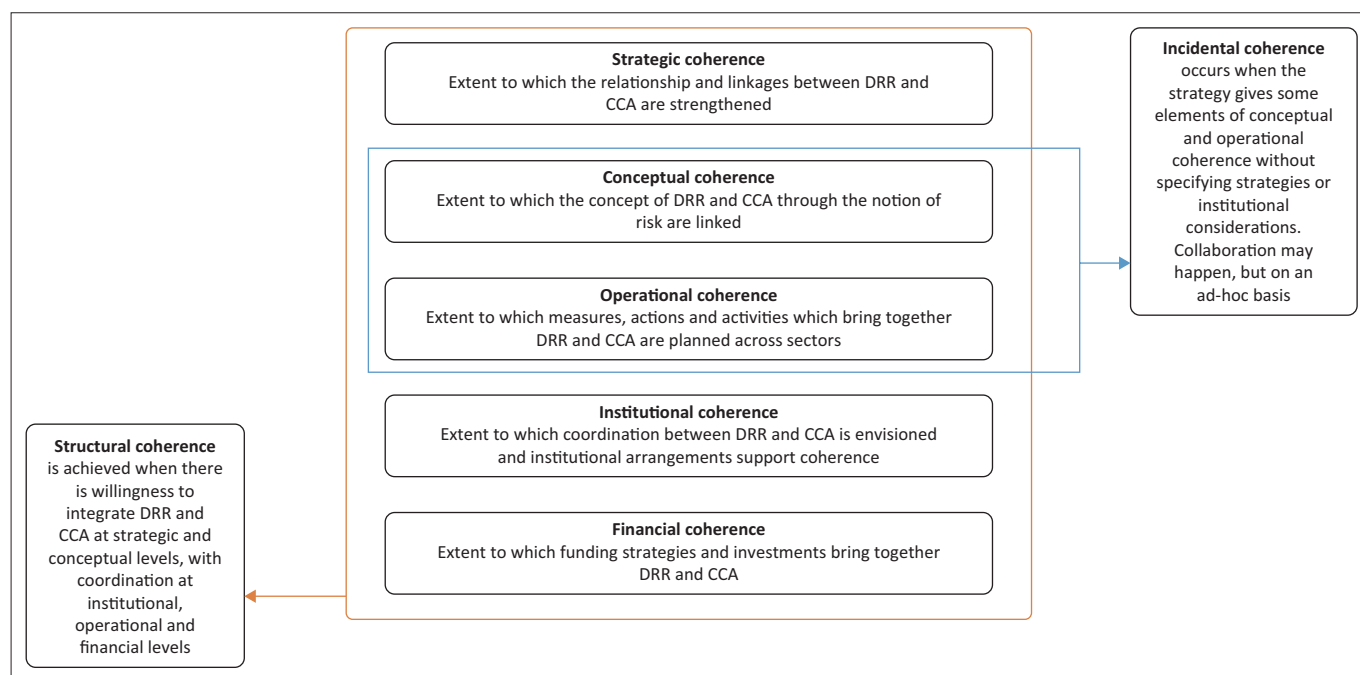 Strategic coherence
Extent to which the relationship and linkages between DRR and
CCA are strengthened
Conceptual coherence
Extent to which the concept of DRR and CCA through the notion of
risk are linked
Operational coherence
Extent to which measures, actions and activities which bring together
DRR and CCA are planned across sectors
Institutional coherence
Extent to which coordination between DRR and CCA is envisioned
and institutional arrangements support coherence
Financial coherence
Extent to which funding strategies and investments bring together
DRR and CCA
Incidental coherence
occurs when the
strategy gives some
elements of conceptual
and operational
coherence without
specifying strategies or
institutional
considerations.
Collaboration may
happen, but on an
ad-hoc basis
Structural coherence
is achieved when there
is willingness to
integrate DRR and
CCA at strategic and
conceptual levels, with
coordination at
institutional,
operational and
financial levels